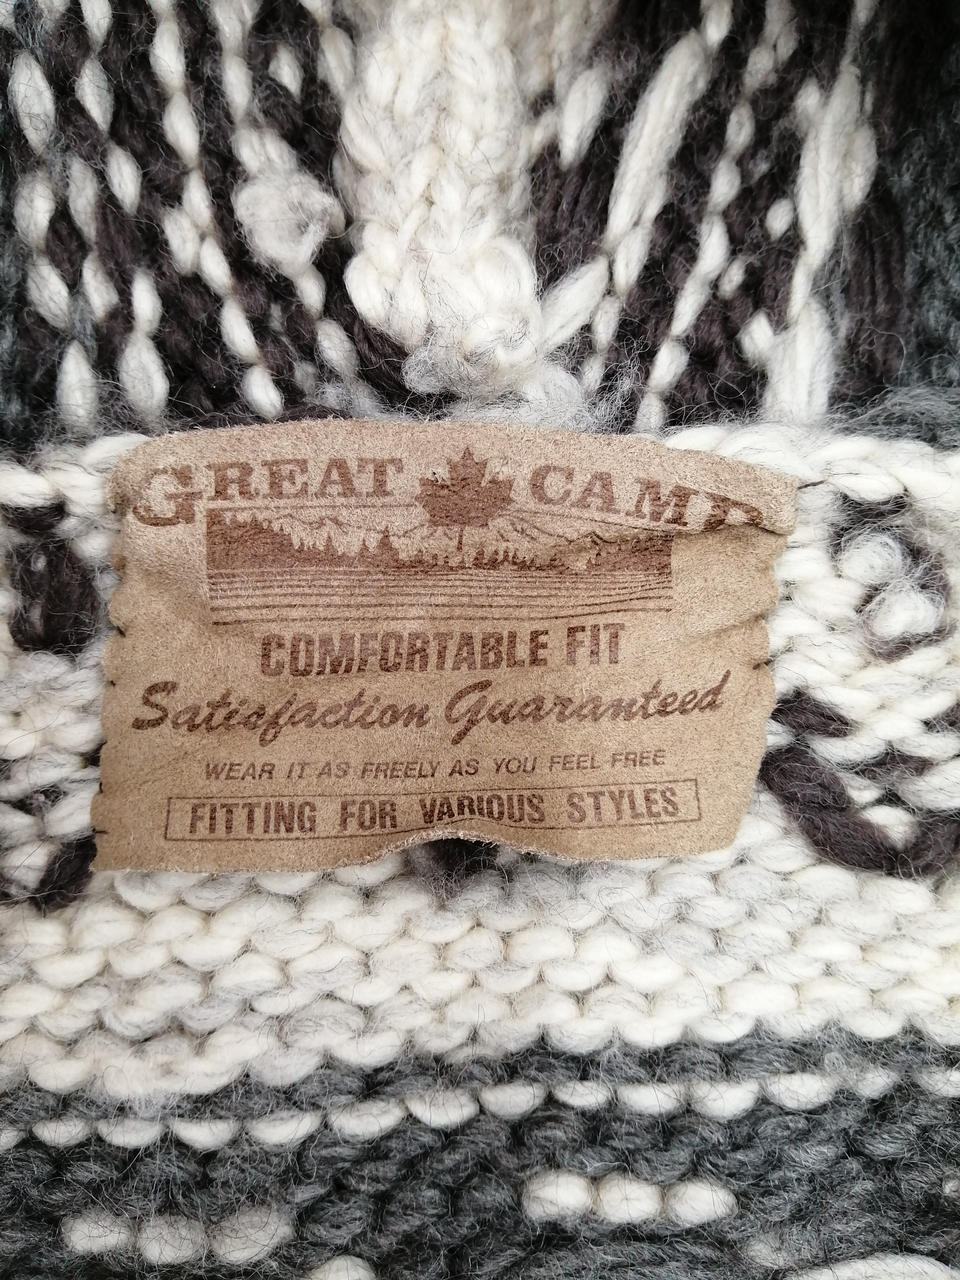 GREAT CAMP
COMFORTABLE FIT
Satisfaction Guaranteed
WEAR IT AS FREELY AS YOU FEEL FREE
FITTING FOR VARIOUS STYLES